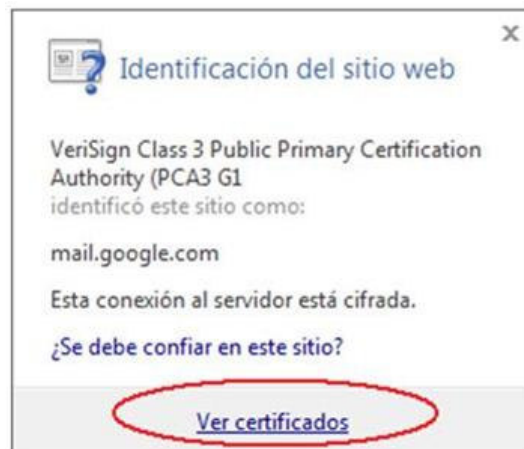 Identificación del sitio web
VeriSign Class 3 Public Primary Certification
Authority (PCA3 G1
identificó este sitio como:
mail.google.com
Esta conexión al servidor está cifrada.
¿Se debe confiar en este sitio?
Ver certificados